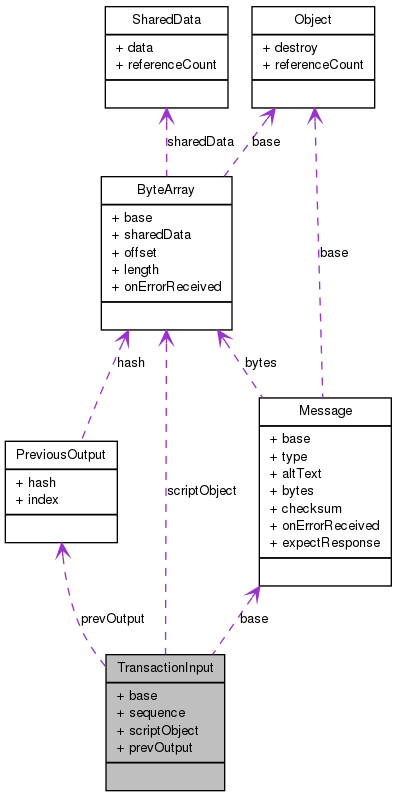 SharedData
+ data
+ referenceCount
Object
+ destroy
+ referenceCount
sharedData
base
ByteArray
+ base
+ sharedData
+ offset
+ length
+ onErrorReceived
base
hash
bytes
Message
+ base
+ type
+ altText
+ bytes
+ checksum
+ onErrorReceived
+ expectResponse
PreviousOutput
+ hash
+ index
scriptObject
prevOutput
base
TransactionInput
+ base
+ sequence
+ scriptObject
+ prevOutput